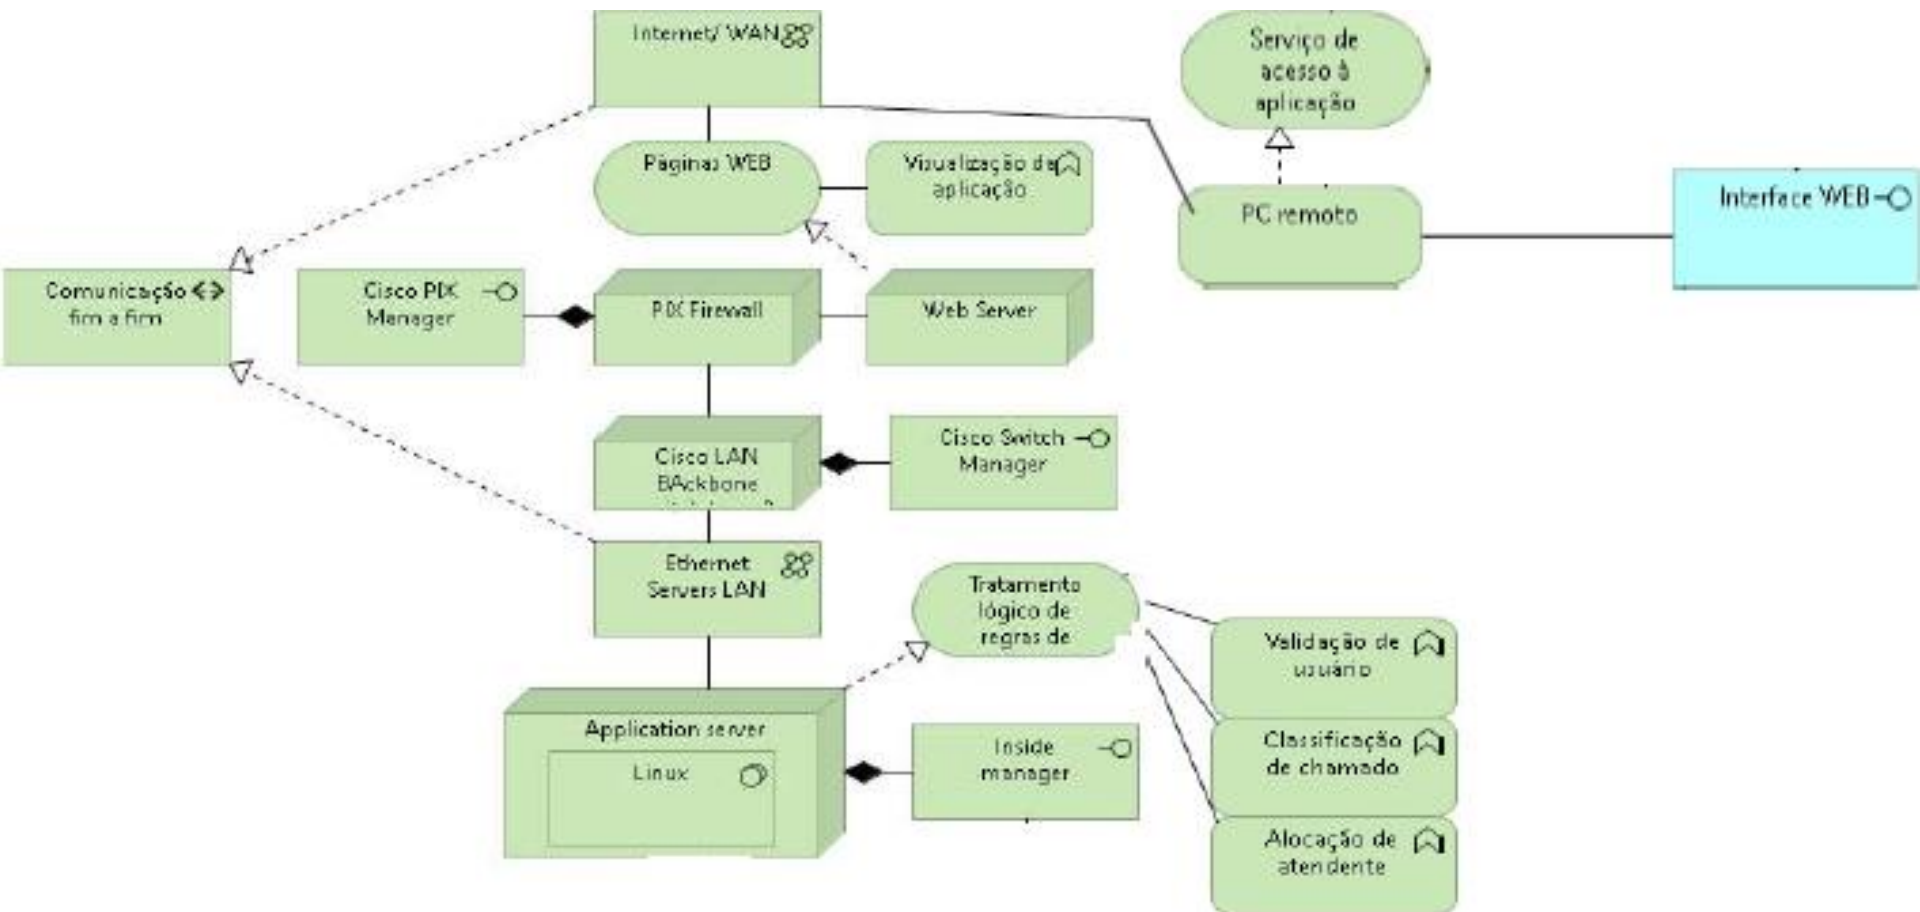 Internet/ WAN
Serviço de
acesso à
aplicação
Páginas WEB
Visualização da
aplicação
PC remoto
Interface WEB
Comunicação
fim a fim
Cisco PIX
Manager
PIX Firewall
Web Server
Cisco LAN
BAckbone
Cisco Switch
Manager
Ethernet
Servers LAN
Tratamento
lógico de
regras de
Validação de
usuário
Classificação
de chamado
Alocação de
atendente
Application server
Linux
Inside
manager